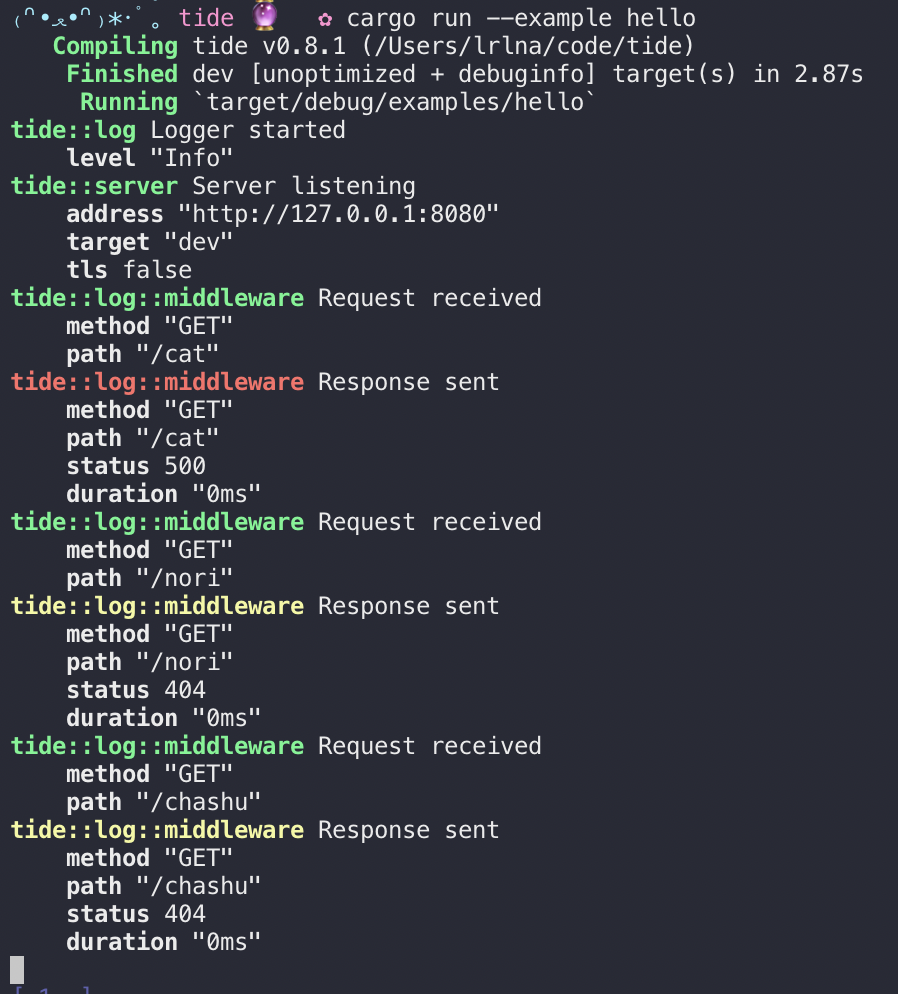 (ᐢ•ﻌ•ᐢ)*･ﾟ｡ tide 🔮 ✿ cargo run --example hello
Compiling tide v0.8.1 (/Users/lrlna/code/tide)
Finished dev [unoptimized + debuginfo] target(s) in 2.87s
Running `target/debug/examples/hello`
tide::log Logger started
level "Info"
tide::server Server listening
address "http://127.0.0.1:8080"
target "dev"
tls false
tide::log::middleware Request received
method "GET"
path "/cat"
tide::log::middleware Response sent
method "GET"
path "/cat"
status 500
duration "0ms"
tide::log::middleware Request received
method "GET"
path "/nori"
tide::log::middleware Response sent
method "GET"
path "/nori"
status 404
duration "0ms"
tide::log::middleware Request received
method "GET"
path "/chashu"
tide::log::middleware Response sent
method "GET"
path "/chashu"
status 404
duration "0ms"